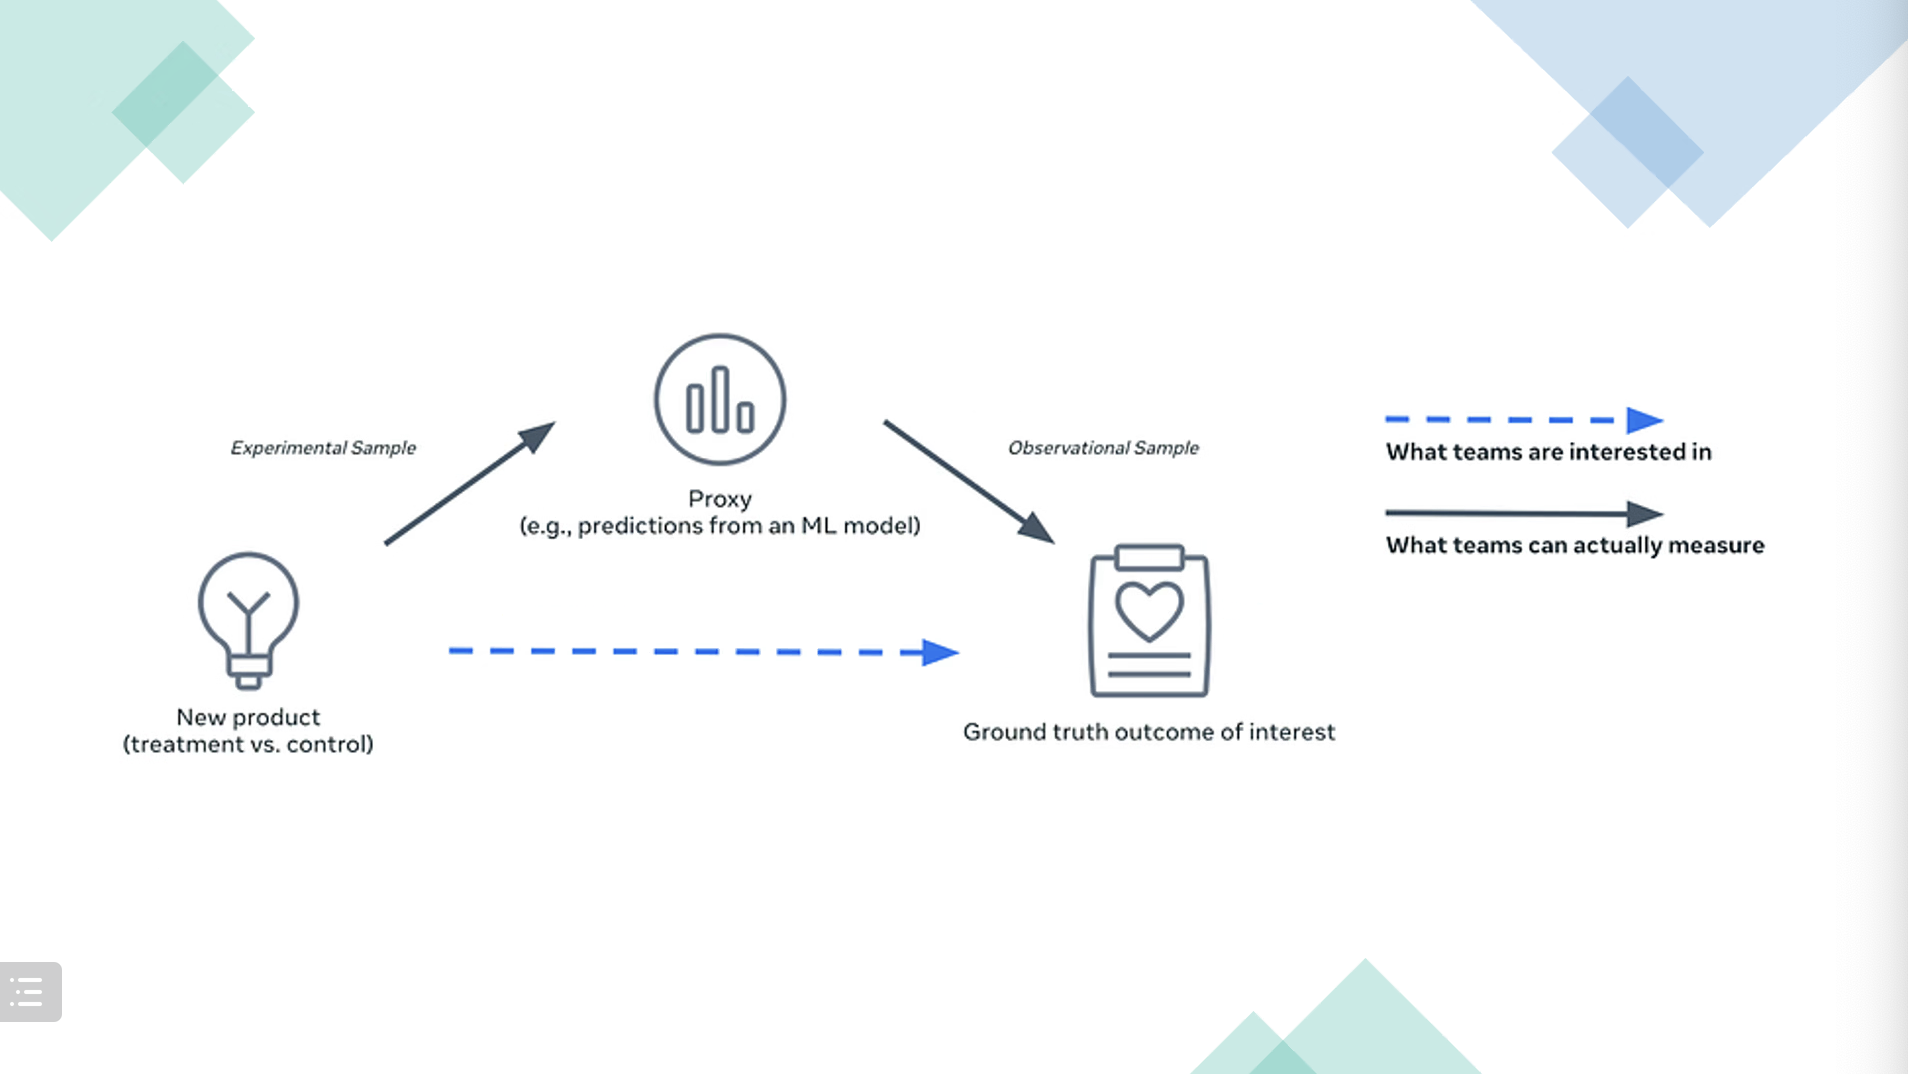 Experimental Sample
Proxy
(e.g., predictions from an ML model)
Observational Sample
New product
(treatment vs. control)
Ground truth outcome of interest
What teams are interested in
What teams can actually measure